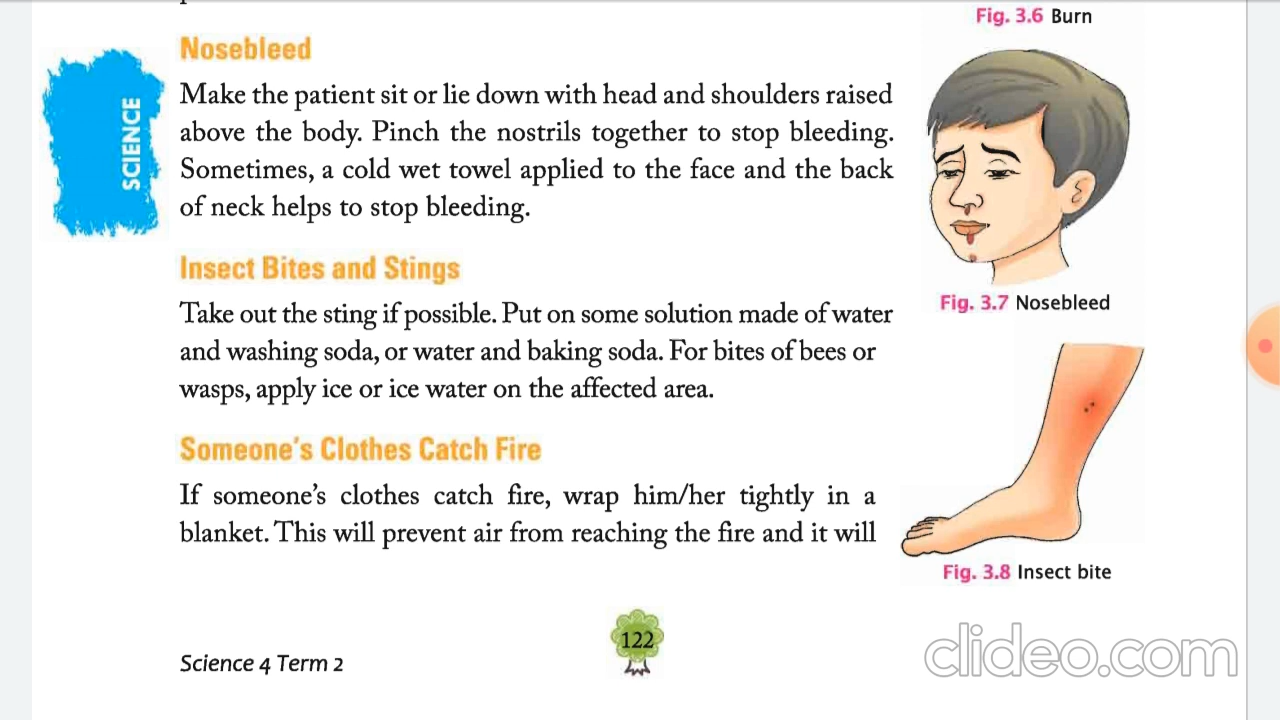 Fig. 3.6 Burn
Nosebleed
SCIENCE
Make the patient sit or lie down with head and shoulders raised
above the body. Pinch the nostrils together to stop bleeding.
Sometimes, a cold wet towel applied to the face and the back
of neck helps to stop bleeding.
Fig. 3.7 Nosebleed
Insect Bites and Stings
Take out the sting if possible. Put on some solution made of water
and washing soda, or water and baking soda. For bites of bees or
wasps, apply ice or ice water on the affected area.
Someone's Clothes Catch Fire
If someone's clothes catch fire, wrap him/her tightly in a
blanket. This will prevent air from reaching the fire and it will
Fig. 3.8 Insect bite
122
Science 4 Term 2
clideo.com